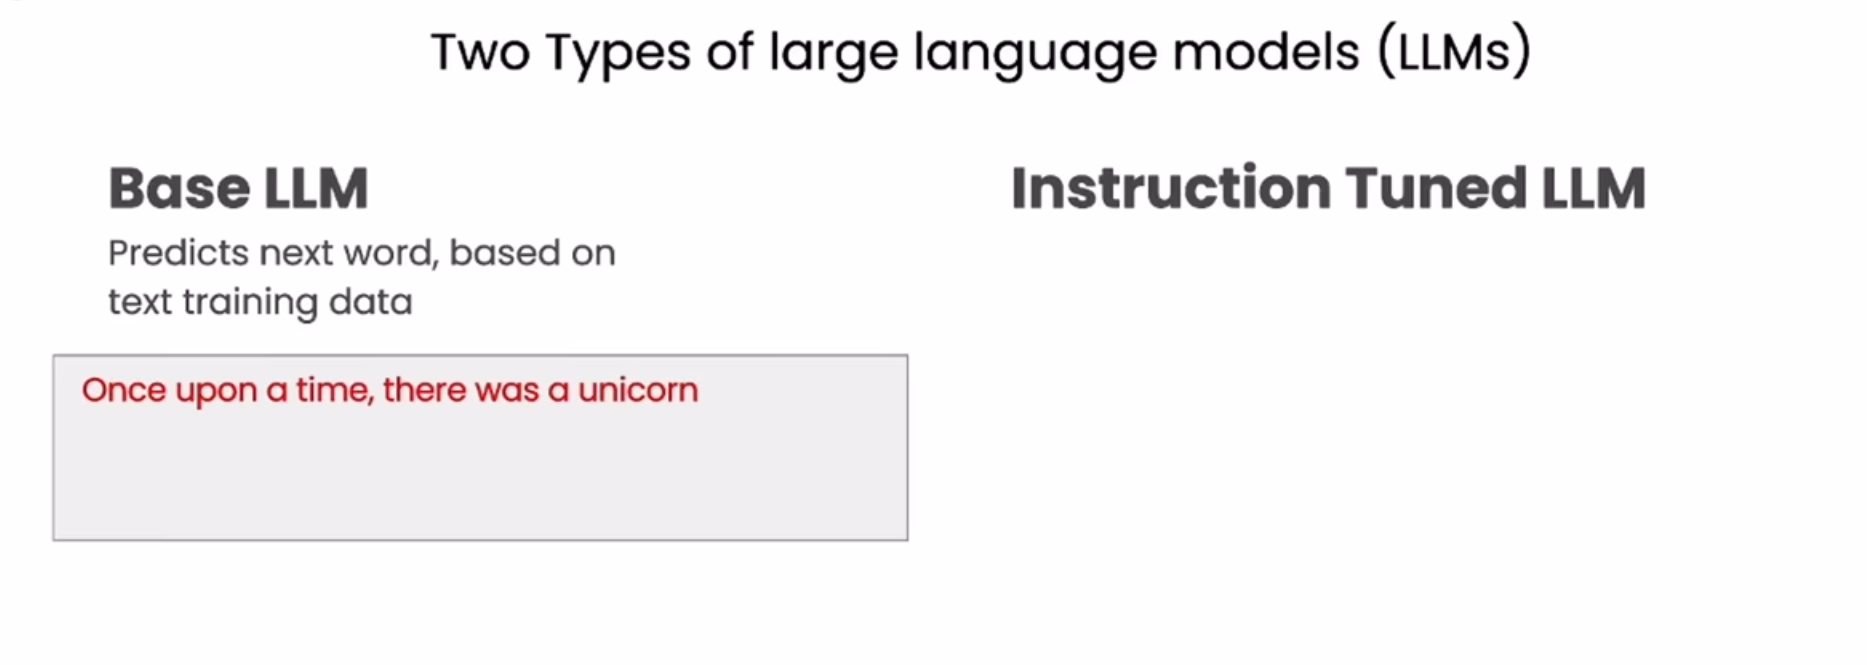 Two Types of large language models (LLMs)
Base LLM
Predicts next word, based on
text training data
Once upon a time, there was a unicorn
Instruction Tuned LLM